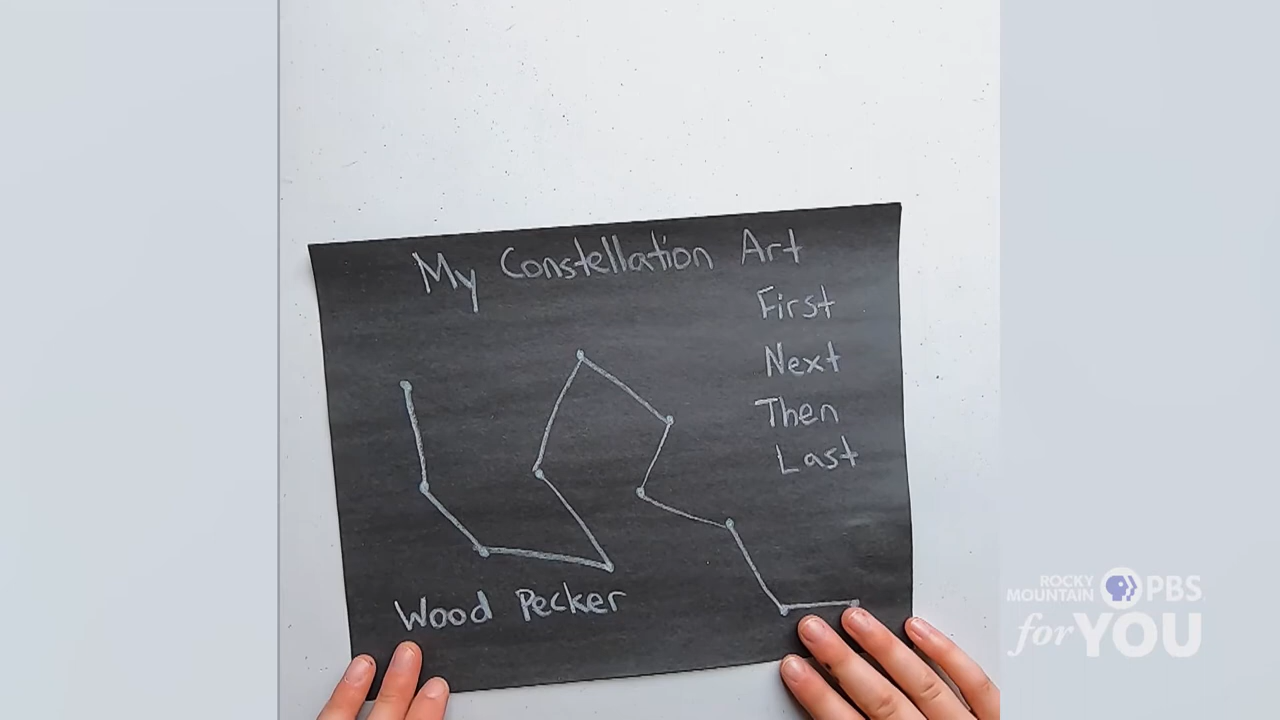 My Constellation Art
First
Next
Then
Last
Wood Pecker
ROCKY
MOUNTAIN PBS
for YOU